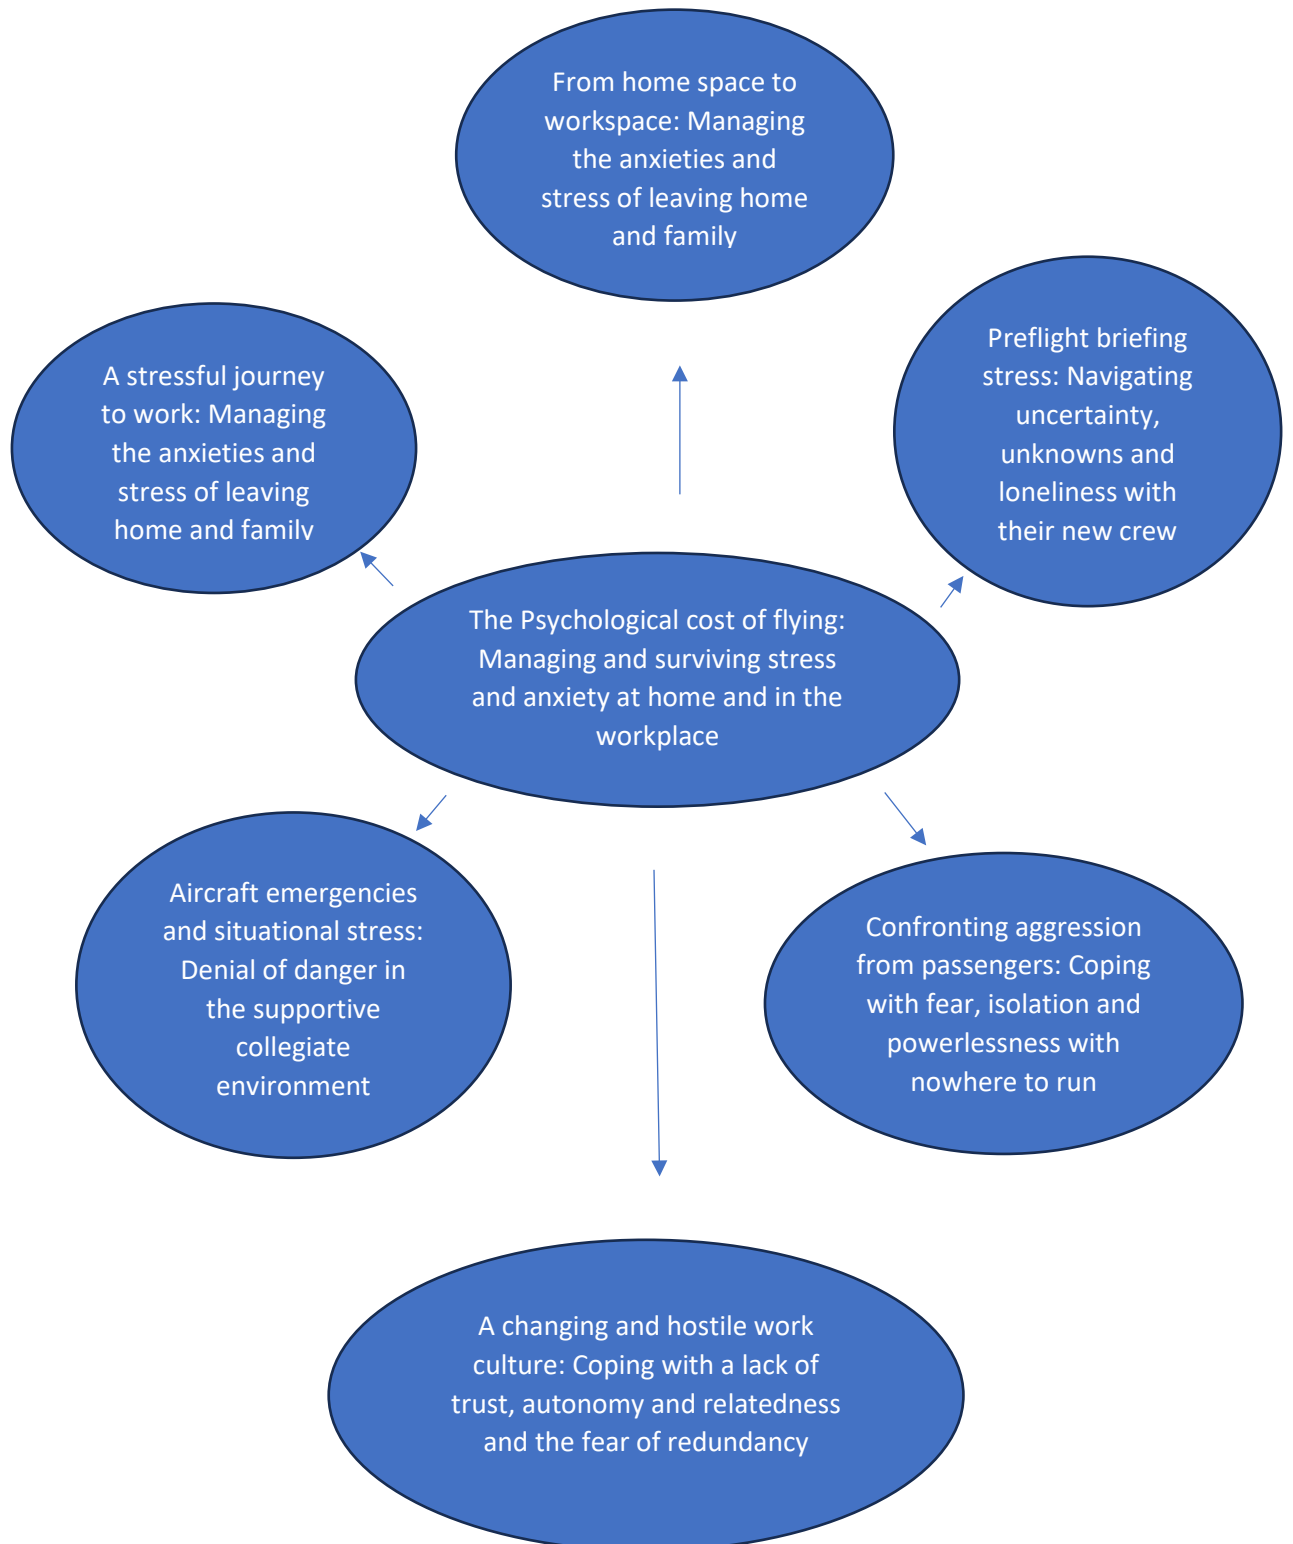 From home space to
workspace: Managing
the anxieties and
stress of leaving home
and family
A stressful journey
to work: Managing
the anxieties and
stress of leaving
home and family
Preflight briefing
stress: Navigating
uncertainty,
unknowns and
loneliness with
their new crew
The Psychological cost of flying:
Managing and surviving stress
and anxiety at home and in the
workplace
Aircraft emergencies
and situational stress:
Denial of danger in
the supportive
collegiate
environment
Confronting aggression
from passengers: Coping
with fear, isolation and
powerlessness with
nowhere to run
A changing and hostile work
culture: Coping with a lack of
trust, autonomy and relatedness
and the fear of redundancy